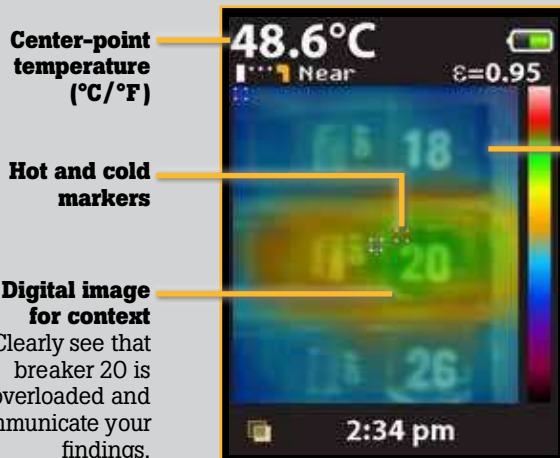 Center-point
temperature
(°C/°F)
Hot and cold
markers
Digital image
for context
Clearly see that
breaker 20 is
overloaded and
communicate your
findings.
48.6°C
Near
ε=0.95
18
20
26
2:34 pm